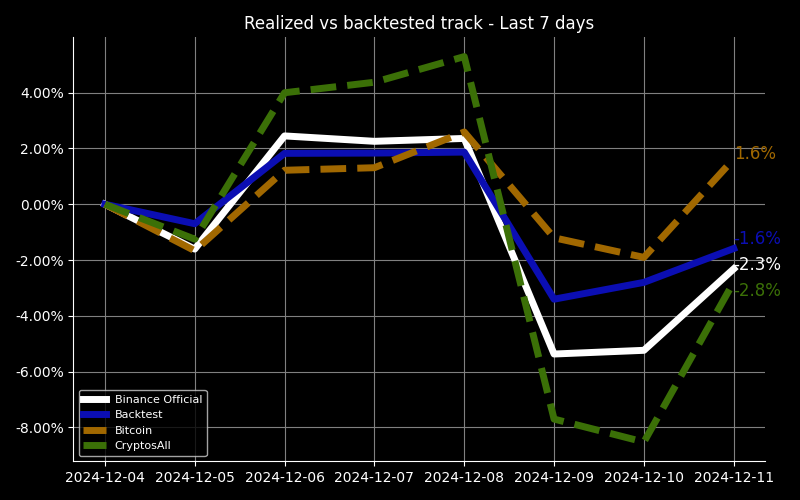 Realized vs backtested track - Last 7 days
4.00%
2.00%
0.00%
-2.00%
-4.00%
-6.00%
-8.00%
1.6%
-1.6%
-2.3%
-2.8%
Binance Official
Backtest
Bitcoin
CryptosAll
2024-12-04 2024-12-05 2024-12-06 2024-12-07 2024-12-08 2024-12-09 2024-12-10 2024-12-11